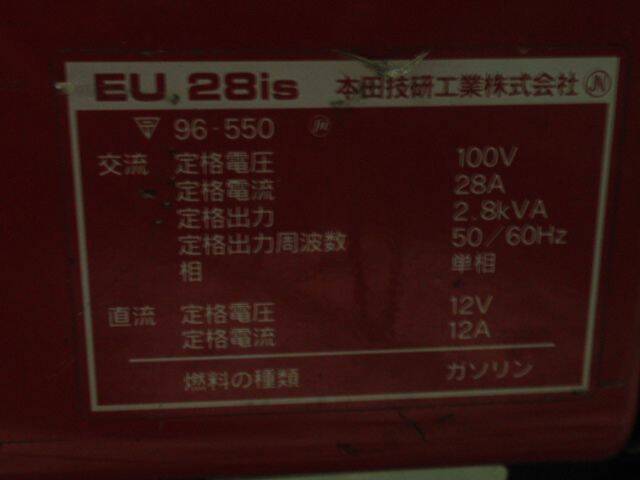 EU 28is 本田技研工業株式会社 JN
〒 96-550 JN
交流 定格電圧 100V
定格電流 28A
定格出力 2.8kVA
定格出力周波数 50/60Hz
相 単相
直流 定格電圧 12V
定格電流 12A
燃料の種類 ガソリン